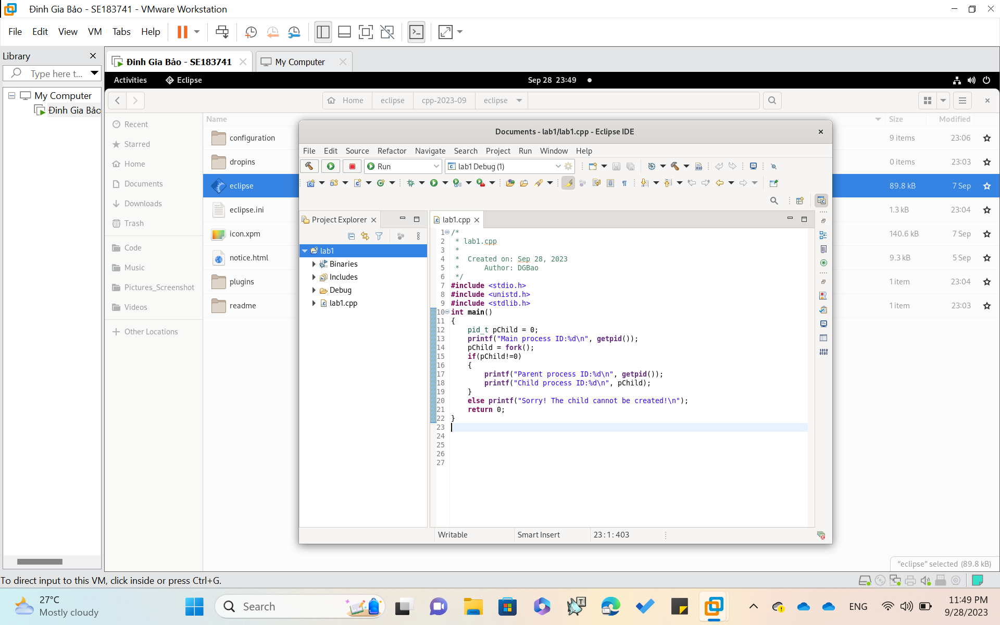 Đinh Gia Bảo - SE183741 - VMware Workstation
File Edit View VM Tabs Help
Library
Đinh Gia Bảo - SE183741
My Computer
Type here t...
My Computer
Đinh Gia Bảo
Activities
Eclipse
Sep 28 23:49
Home
eclipse
cpp-2023-09
eclipse
Recent
Starred
Home
Documents
Downloads
Trash
Code
Music
Pictures_Screenshot
Videos
Other Locations
Name
Size
Modified
configuration
9 items
23:06
dropins
0 items
23:03
eclipse
89.8 kB
7 Sep
eclipse.ini
1.3 kB
23:04
icon.xpm
140.6 kB
7 Sep
notice.html
9.3 kB
5 Sep
plugins
1 item
23:04
readme
1 item
23:03
Documents - lab1/lab1.cpp - Eclipse IDE
File Edit Source Refactor Navigate Search Project Run Window Help
Run
lab1 Debug (1)
Project Explorer
lab1
Binaries
Includes
Debug
lab1.cpp
lab1.cpp
1 /*
2 * lab1.cpp
3 *
4 *  Created on: Sep 28, 2023
5 *      Author: DGBao
6 */
7 #include <stdio.h>
8 #include <unistd.h>
9 #include <stdlib.h>
10 int main()
11 {
12     pid_t pChild = 0;
13     printf("Main process ID:%d\n", getpid());
14     pChild = fork();
15     if(pChild!=0)
16     {
17         printf("Parent process ID:%d\n", getpid());
18         printf("Child process ID:%d\n", pChild);
19     }
20     else printf("Sorry! The child cannot be created!\n");
21     return 0;
22 }
23
24
25
26
27
Writable
Smart Insert
23 : 1 : 403
“eclipse” selected (89.8 kB)
To direct input to this VM, click inside or press Ctrl+G.
27°C
Mostly cloudy
Search
ENG
11:49 PM
9/28/2023